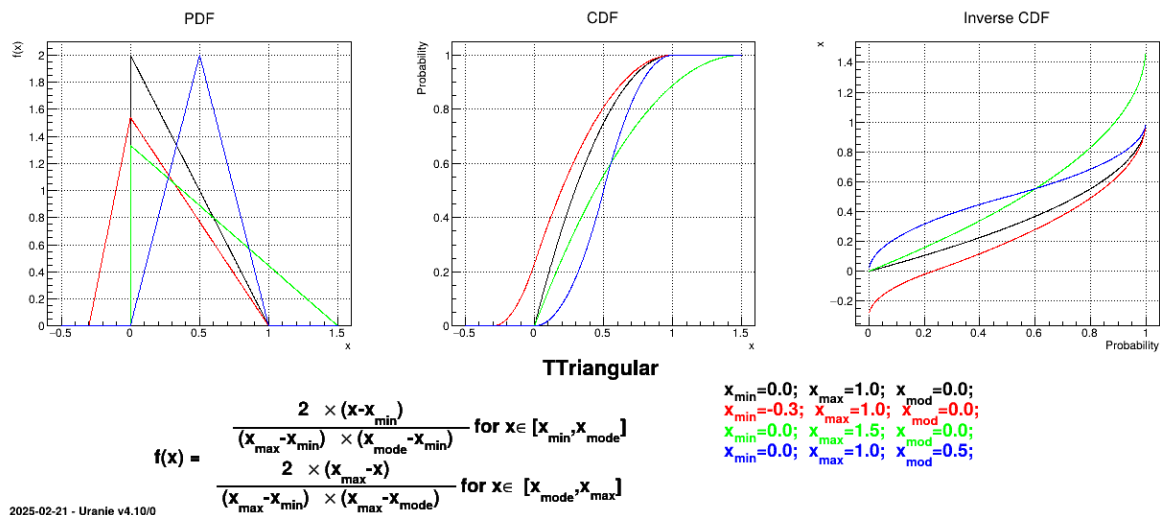 PDF
CDF
Inverse CDF
f(x)
2
1.8
1.6
1.4
1.2
1
0.8
0.6
0.4
0.2
0
−0.5
0
0.5
1
1.5
x
Probability
1
0.8
0.6
0.4
0.2
0
−0.5
0
0.5
1
1.5
x
x
1.4
1.2
1
0.8
0.6
0.4
0.2
0
−0.2
0
0.2
0.4
0.6
0.8
1
Probability
TTriangular
f(x) =
2 ×(x-xmin)
(xmax-xmin) ×(xmode-xmin)
for x∈ [xmin,xmode]
2 ×(xmax-x)
(xmax-xmin) ×(xmax-xmode)
for x∈ [xmode,xmax]
xmin=0.0; xmax=1.0; xmod=0.0;
xmin=-0.3; xmax=1.0; xmod=0.0;
xmin=0.0; xmax=1.5; xmod=0.0;
xmin=0.0; xmax=1.0; xmod=0.5;
2025-02-21 - Uranie v4.10/0